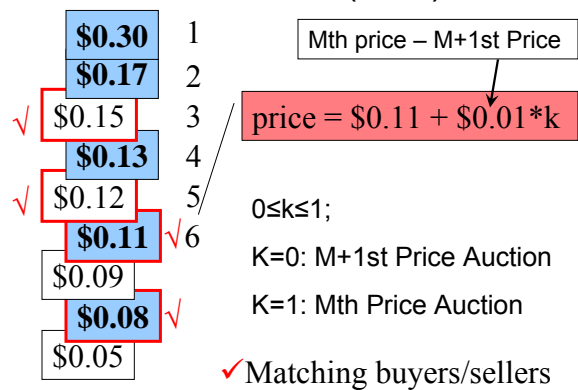 $0.30 1
Mth price – M+1st Price
$0.17 2
√ $0.15 3
price = $0.11 + $0.01*k
$0.13 4
√ $0.12 5
0≤k≤1;
$0.11 √6
K=0: M+1st Price Auction
$0.09
K=1: Mth Price Auction
$0.08 √
$0.05
✓Matching buyers/sellers